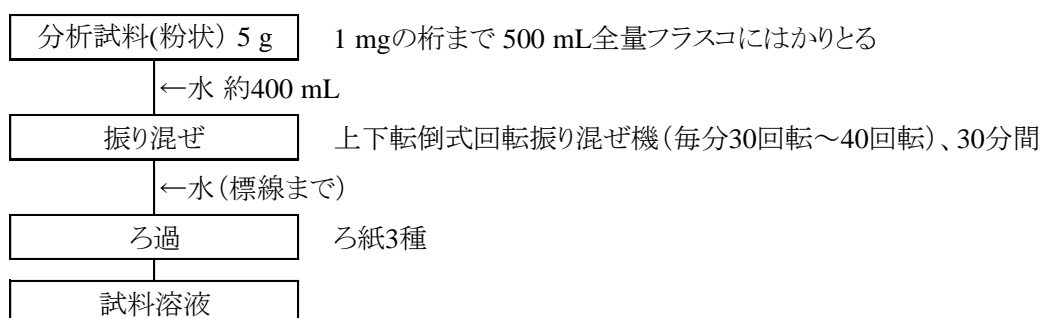 分析試料(粉状) 5 g 1 mgの桁まで 500 mL全量フラスコにはかりとる
←水 約400 mL
振り混ぜ 上下転倒式回転振り混ぜ機(毎分30回転～40回転)、30分間
←水(標線まで)
ろ過 ろ紙3種
試料溶液